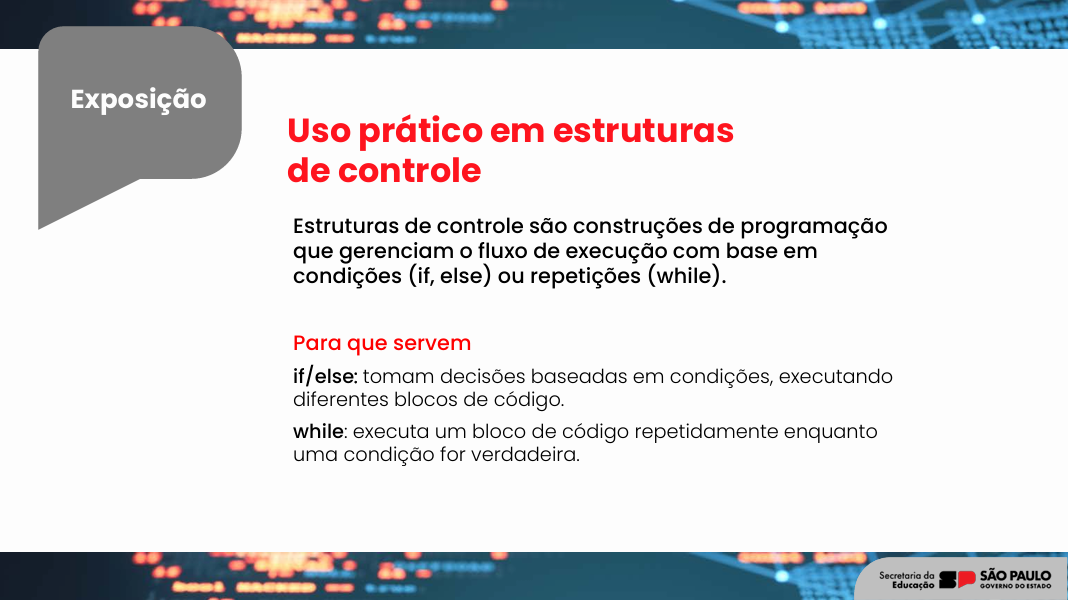 Exposição
Uso prático em estruturas
de controle
Estruturas de controle são construções de programação
que gerenciam o fluxo de execução com base em
condições (if, else) ou repetições (while).
Para que servem
if/else: tomam decisões baseadas em condições, executando
diferentes blocos de código.
while: executa um bloco de código repetidamente enquanto
uma condição for verdadeira.
Secretaria da
Educação
SP
SÃO PAULO
GOVERNO DO ESTADO